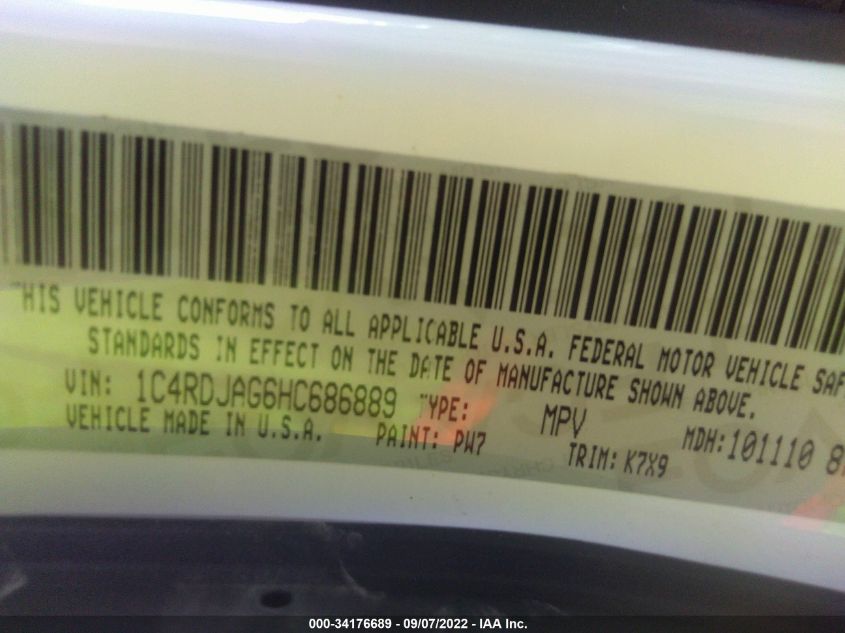 HIS VEHICLE CONFORMS TO ALL APPLICABLE U.S.A. FEDERAL MOTOR VEHICLE SAF
STANDARDS IN EFFECT ON THE DATE OF MANUFACTURE SHOWN ABOVE.
VIN: 1C4RDJAG6HC686889 TYPE: MPV MDH:101110 8
VEHICLE MADE IN U.S.A. PAINT: PW7 TRIM: K7X9
000-34176689 - 09/07/2022 - IAA Inc.